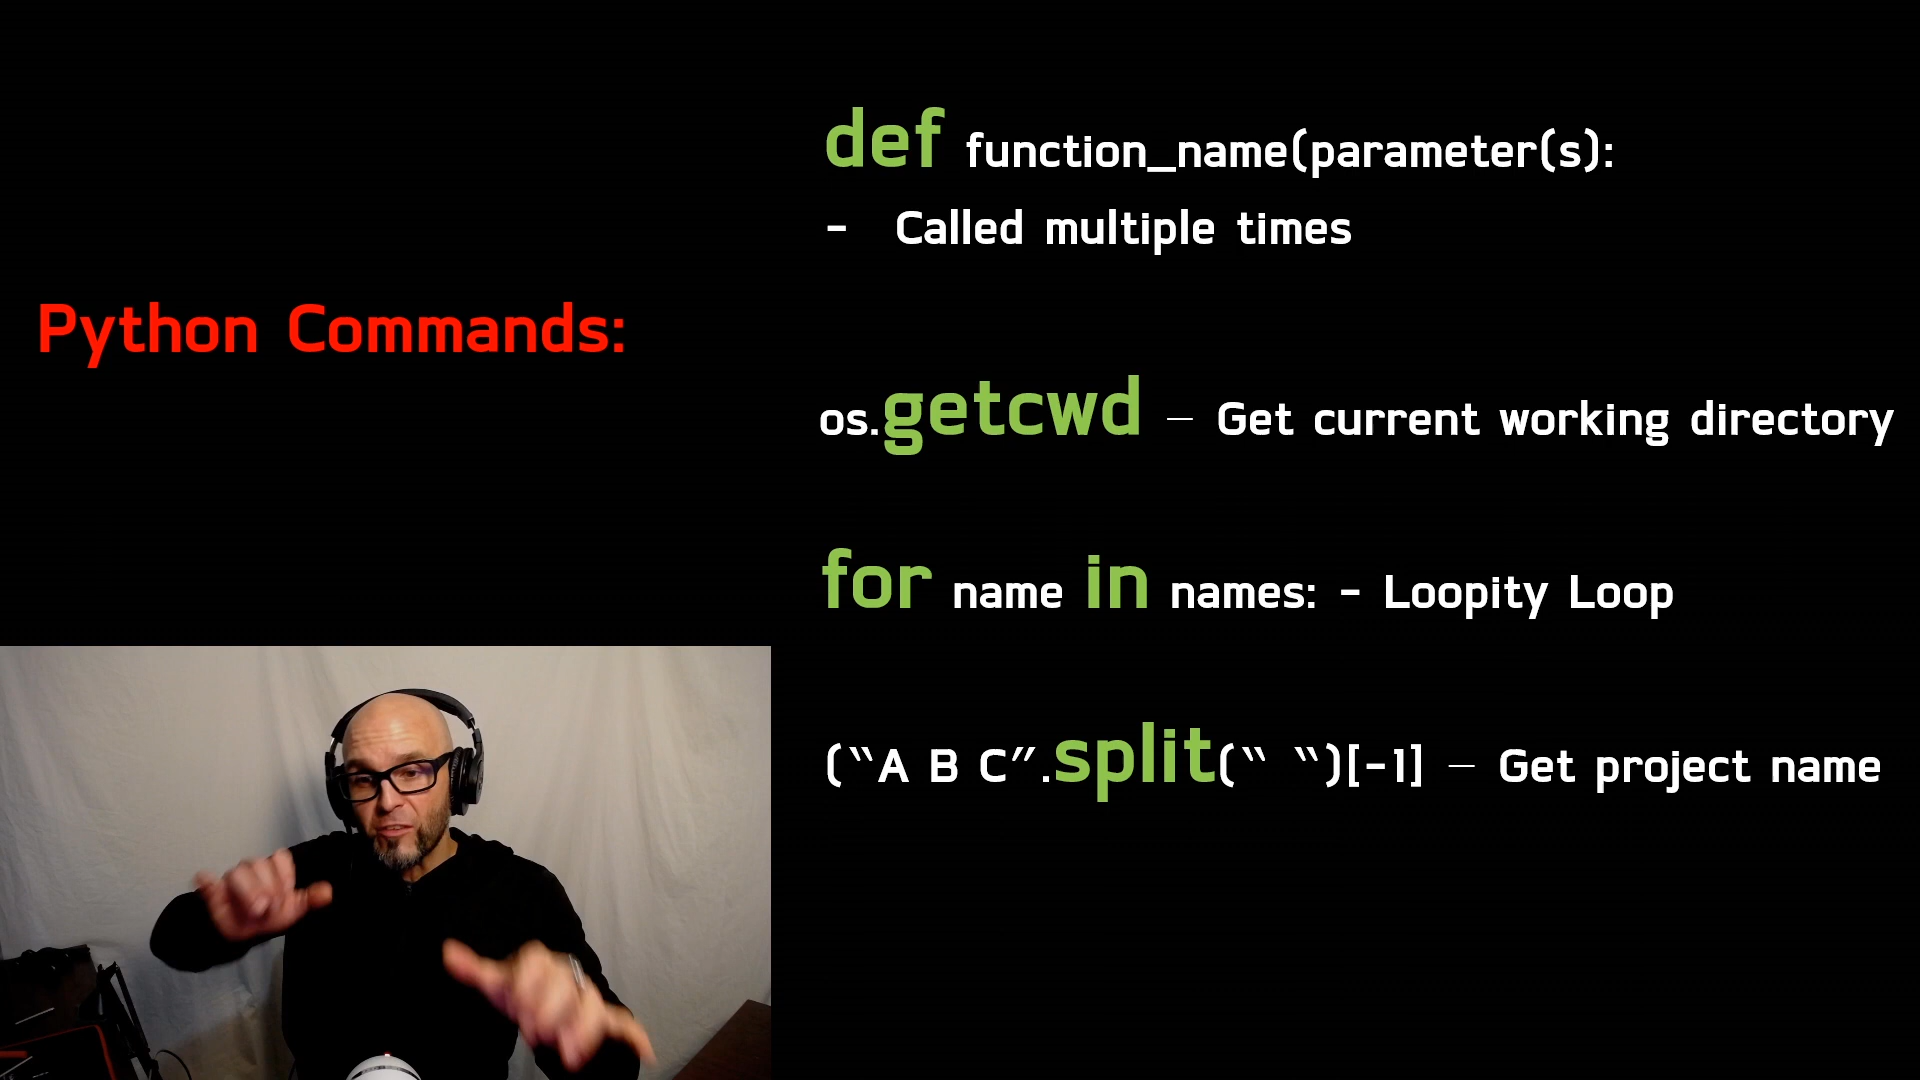 Python Commands:
def function_name(parameter(s):
- Called multiple times
os.getcwd – Get current working directory
for name in names: - Loopity Loop
(“A B C”.split(“ “)[-1] – Get project name